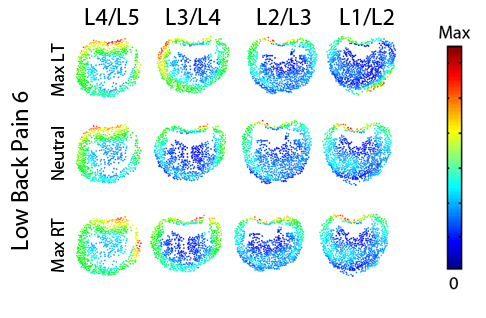 L4/L5 L3/L4 L2/L3 L1/L2
Max
Low Back Pain 6
Max LT
Neutral
Max RT
0